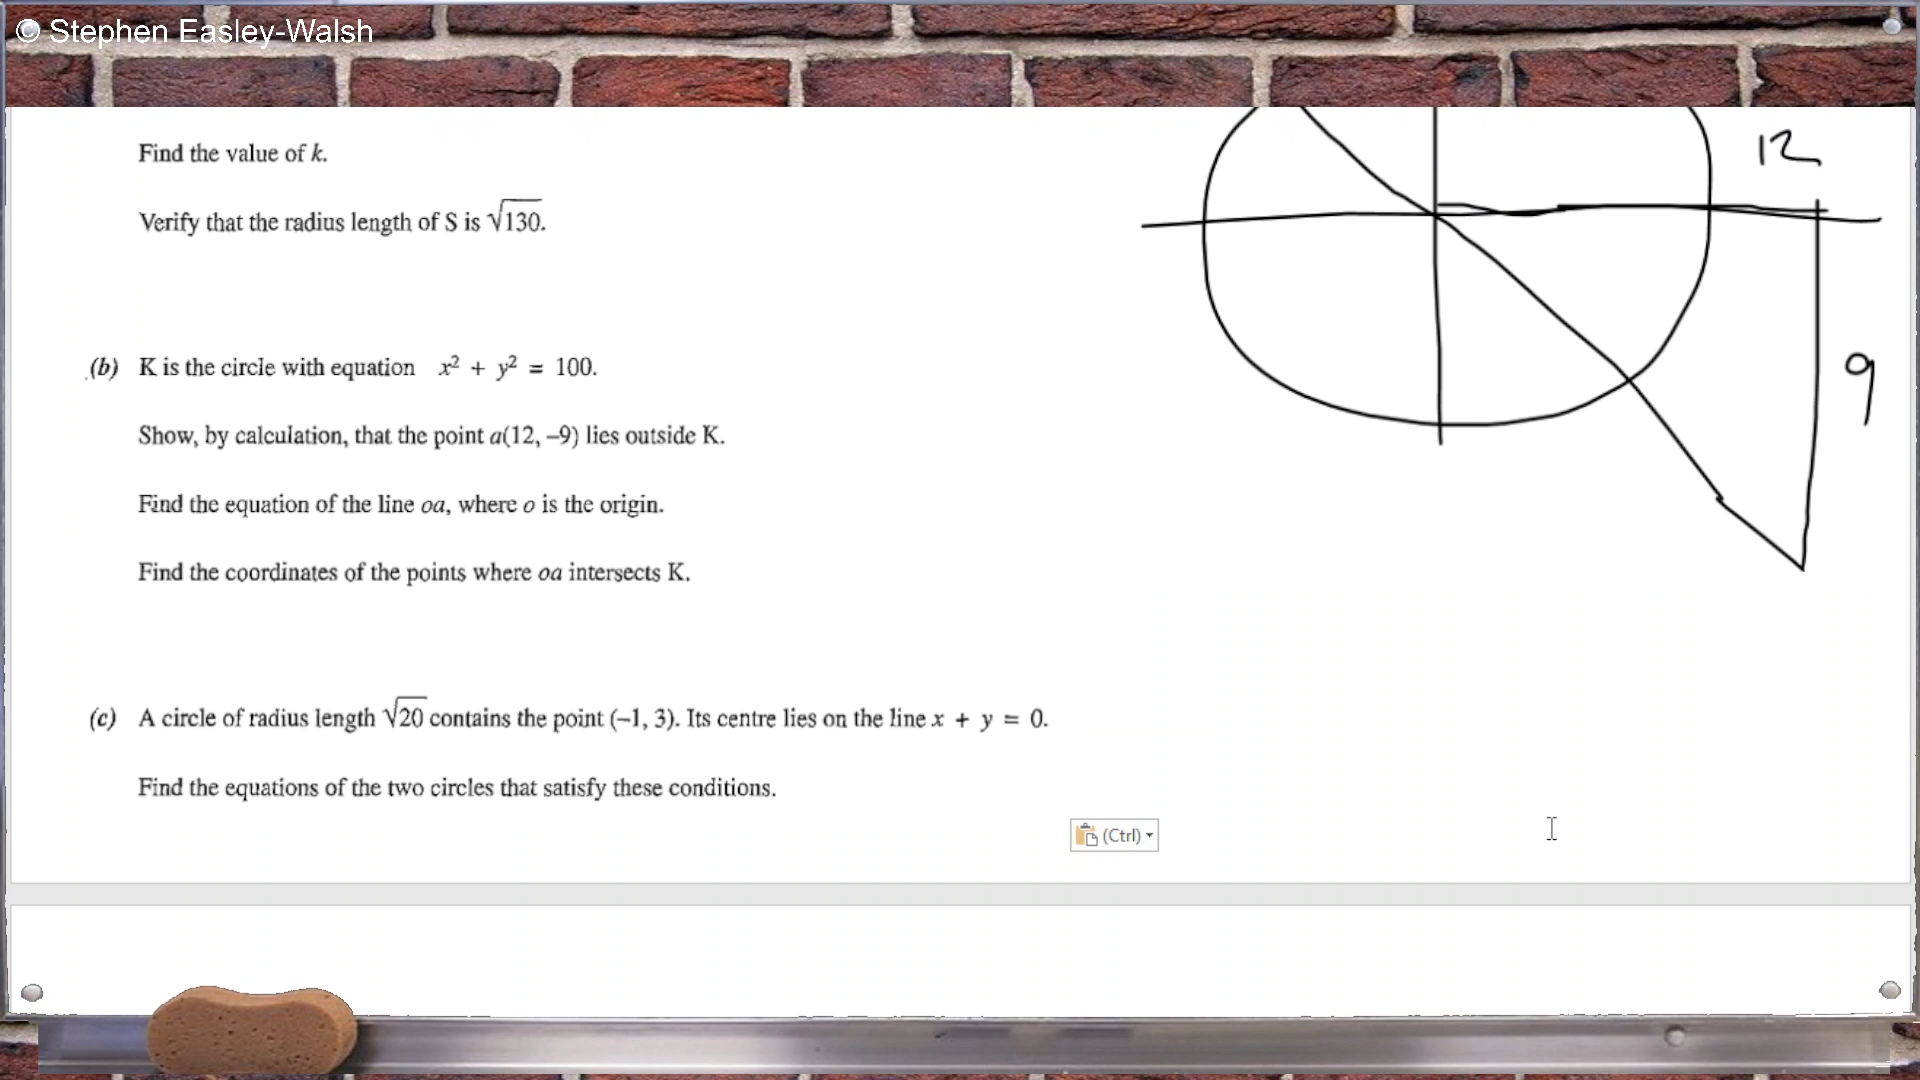 © Stephen Easley-Walsh
Find the value of k.
12
Verify that the radius length of S is √130.
9
(b) K is the circle with equation x² + y² = 100.
Show, by calculation, that the point a(12, –9) lies outside K.
Find the equation of the line oa, where o is the origin.
Find the coordinates of the points where oa intersects K.
(c) A circle of radius length √20 contains the point (–1, 3). Its centre lies on the line x + y = 0.
Find the equations of the two circles that satisfy these conditions.
(Ctrl)